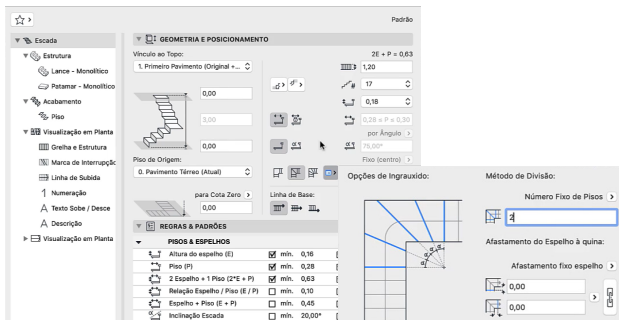 Padrão
Escada
Estrutura
Lance - Monolítico
Patamar - Monolítico
Acabamento
Piso
Visualização em Planta
Grelha e Estrutura
Marca de Interrupção
Linha de Subida
Numeração
Texto Sobe / Desce
Descrição
Visualização em Planta
GEOMETRIA E POSICIONAMENTO
Vínculo ao Topo:
2E + P = 0,63
1. Primeiro Pavimento (Original +...
1,20
17
0,00
0,18
3,00
0,28 ≤ P ≤ 0,30
por Ângulo
0,00
78,00°
Piso de Origem:
Fixo (centro)
0. Pavimento Térreo (Atual)
para Cota Zero
Linha de Base:
0,00
REGRAS & PADRÕES
PISOS & ESPELHOS
Altura do espelho (E) mín. 0,16
Piso (P) mín. 0,28
2 Espelho + 1 Piso (2*E + P) mín. 0,63
Relação Espelho / Piso (E / P) mín. 0,10
Espelho + Piso (E + P) mín. 0,45
Inclinação Escada mín. 20,00°
Opções de Ingrauxido:
α
α
α
Método de Divisão:
Número Fixo de Pisos
2
Afastamento do Espelho à quina:
Afastamento fixo espelho
0,00
0,00